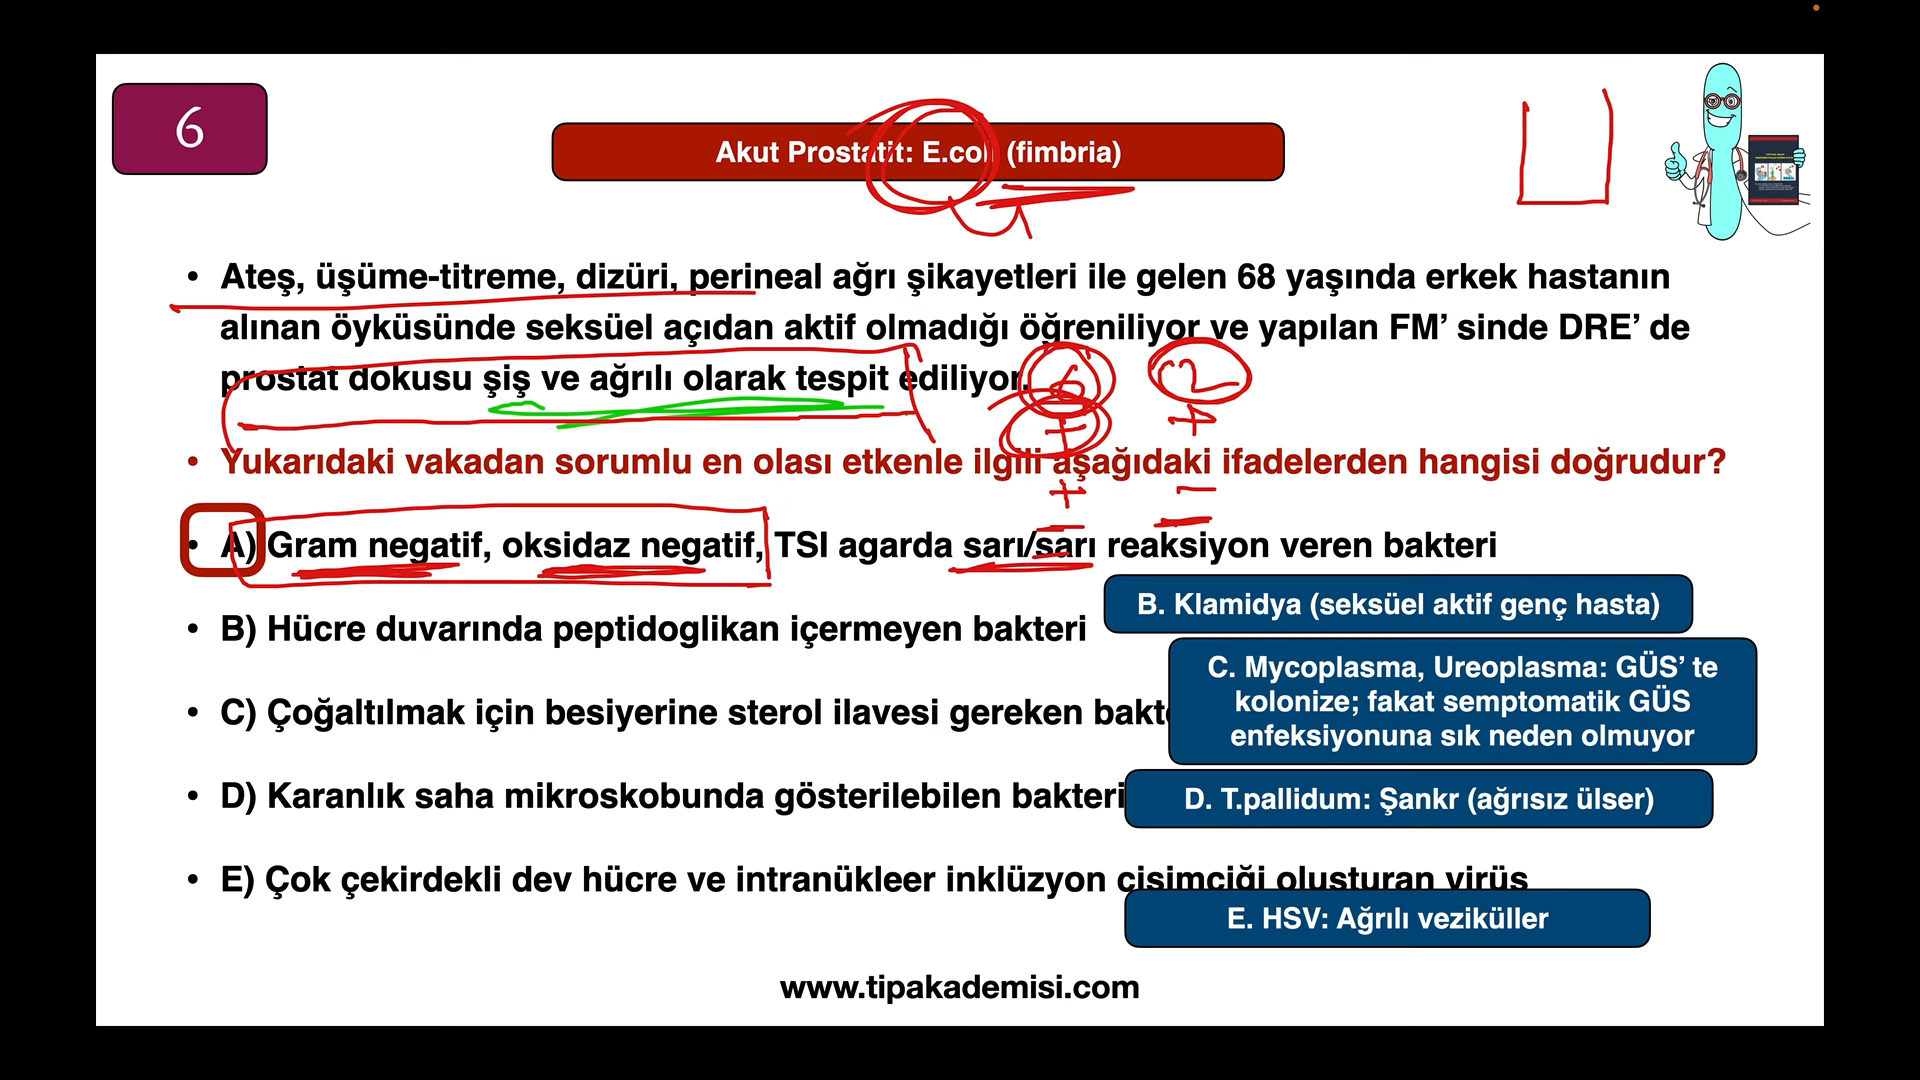 6
Akut Prostatit: E.coli (fimbria)
• Ateş, üşüme-titreme, dizüri, perineal ağrı şikayetleri ile gelen 68 yaşında erkek hastanın
alınan öyküsünde seksüel açıdan aktif olmadığı öğreniliyor ve yapılan FM’ sinde DRE’ de
prostat dokusu şiş ve ağrılı olarak tespit ediliyor.
• Yukarıdaki vakadan sorumlu en olası etkenle ilgili aşağıdaki ifadelerden hangisi doğrudur?
• A) Gram negatif, oksidaz negatif, TSI agarda sarı/sarı reaksiyon veren bakteri
B. Klamidya (seksüel aktif genç hasta)
• B) Hücre duvarında peptidoglikan içermeyen bakteri
C. Mycoplasma, Ureoplasma: GÜS’ te
kolonize; fakat semptomatik GÜS
enfeksiyonuna sık neden olmuyor
• C) Çoğaltılmak için besiyerine sterol ilavesi gereken bakte
• D) Karanlık saha mikroskobunda gösterilebilen bakteri
D. T.pallidum: Şankr (ağrısız ülser)
• E) Çok çekirdekli dev hücre ve intranükleer inklüzyon cisimciği oluşturan virüs
E. HSV: Ağrılı veziküller
www.tipakademisi.com